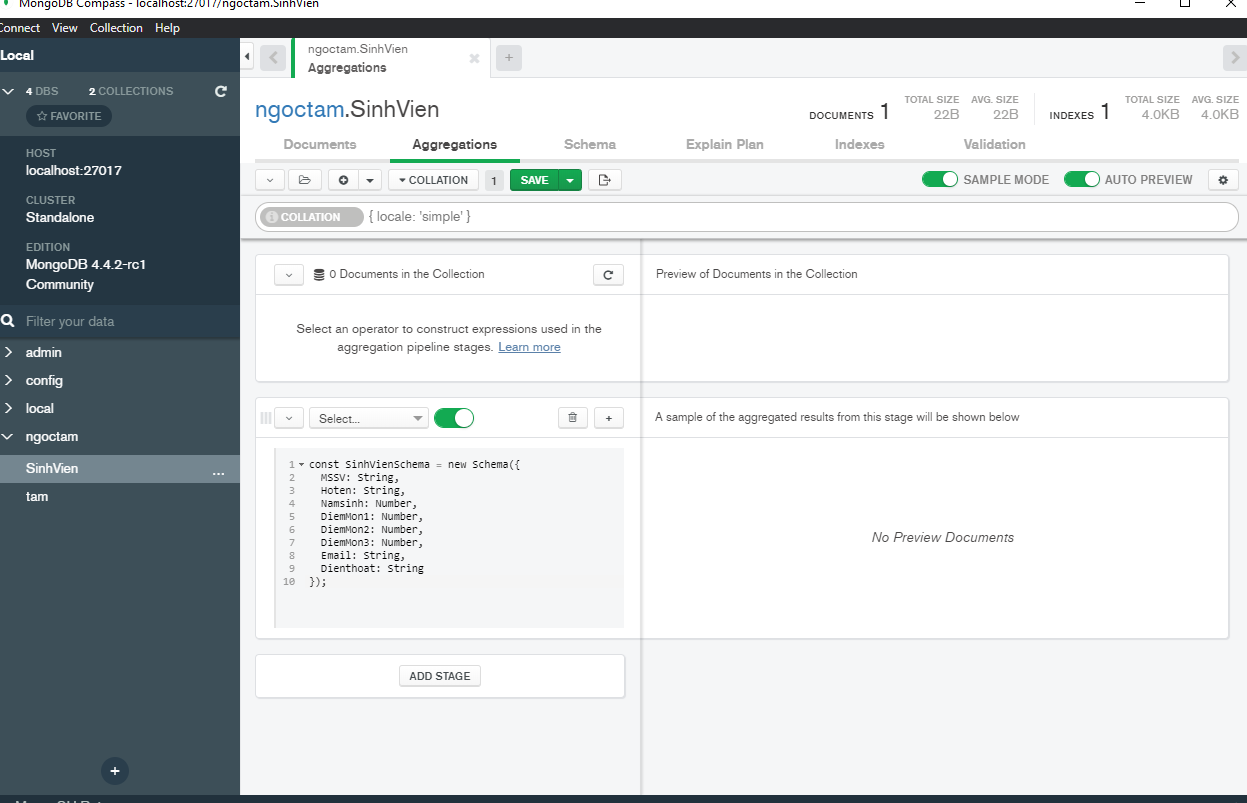 MongoDB Compass - localhost:27017/ngoctam.SinhVien
Connect View Collection Help
Local
4 DBS 2 COLLECTIONS
FAVORITE
HOST
localhost:27017
CLUSTER
Standalone
EDITION
MongoDB 4.4.2-rc1
Community
Filter your data
admin
config
local
ngoctam
SinhVien ...
tam
+
ngoctam.SinhVien
Aggregations
+
ngoctam.SinhVien
DOCUMENTS 1
TOTAL SIZE
22B
AVG. SIZE
22B
INDEXES 1
TOTAL SIZE
4.0KB
AVG. SIZE
4.0KB
Documents Aggregations Schema Explain Plan Indexes Validation
COLLATION 1 SAVE SAMPLE MODE AUTO PREVIEW
COLLATION { locale: 'simple' }
0 Documents in the Collection
Preview of Documents in the Collection
Select an operator to construct expressions used in the
aggregation pipeline stages. Learn more
Select... +
A sample of the aggregated results from this stage will be shown below
1 const SinhVienSchema = new Schema({
2 MSSV: String,
3 Hoten: String,
4 Namsinh: Number,
5 DiemMon1: Number,
6 DiemMon2: Number,
7 DiemMon3: Number,
8 Email: String,
9 Dienthoat: String
10 });
No Preview Documents
ADD STAGE